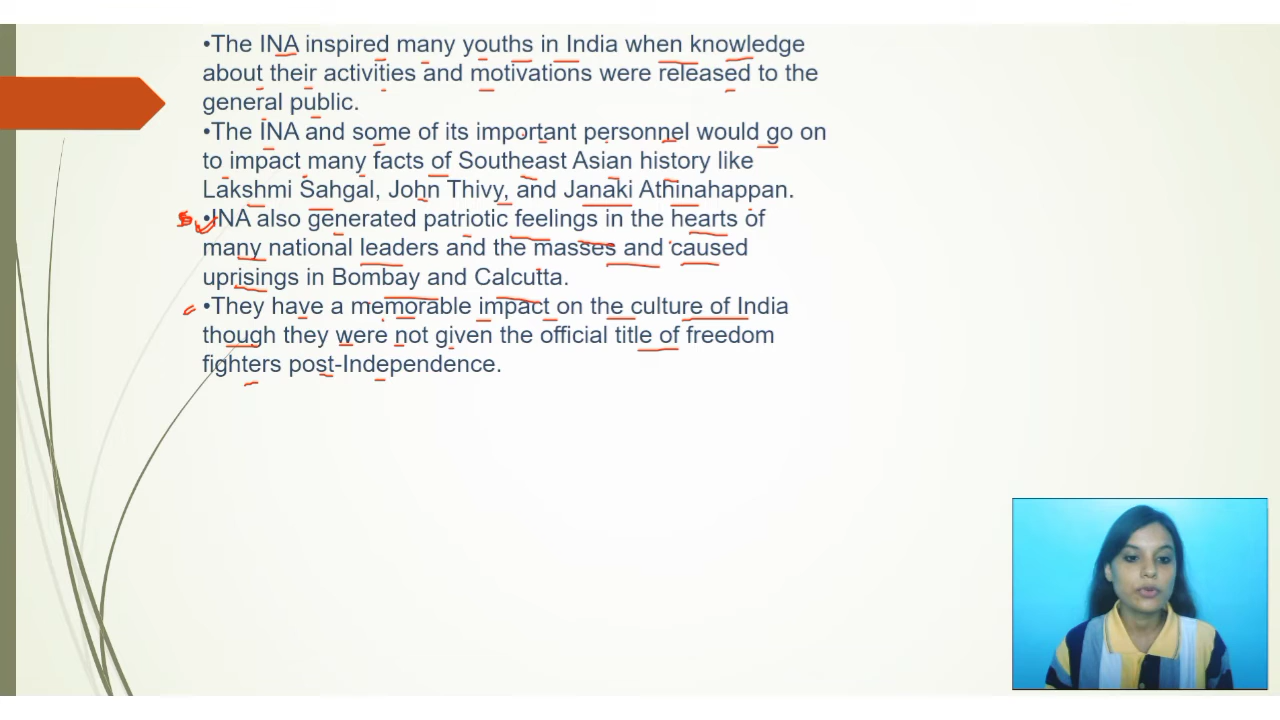 •The INA inspired many youths in India when knowledge
about their activities and motivations were released to the
general public.
•The INA and some of its important personnel would go on
to impact many facts of Southeast Asian history like
Lakshmi Sahgal, John Thivy, and Janaki Athinahappan.
•INA also generated patriotic feelings in the hearts of
many national leaders and the masses and caused
uprisings in Bombay and Calcutta.
•They have a memorable impact on the culture of India
though they were not given the official title of freedom
fighters post-Independence.